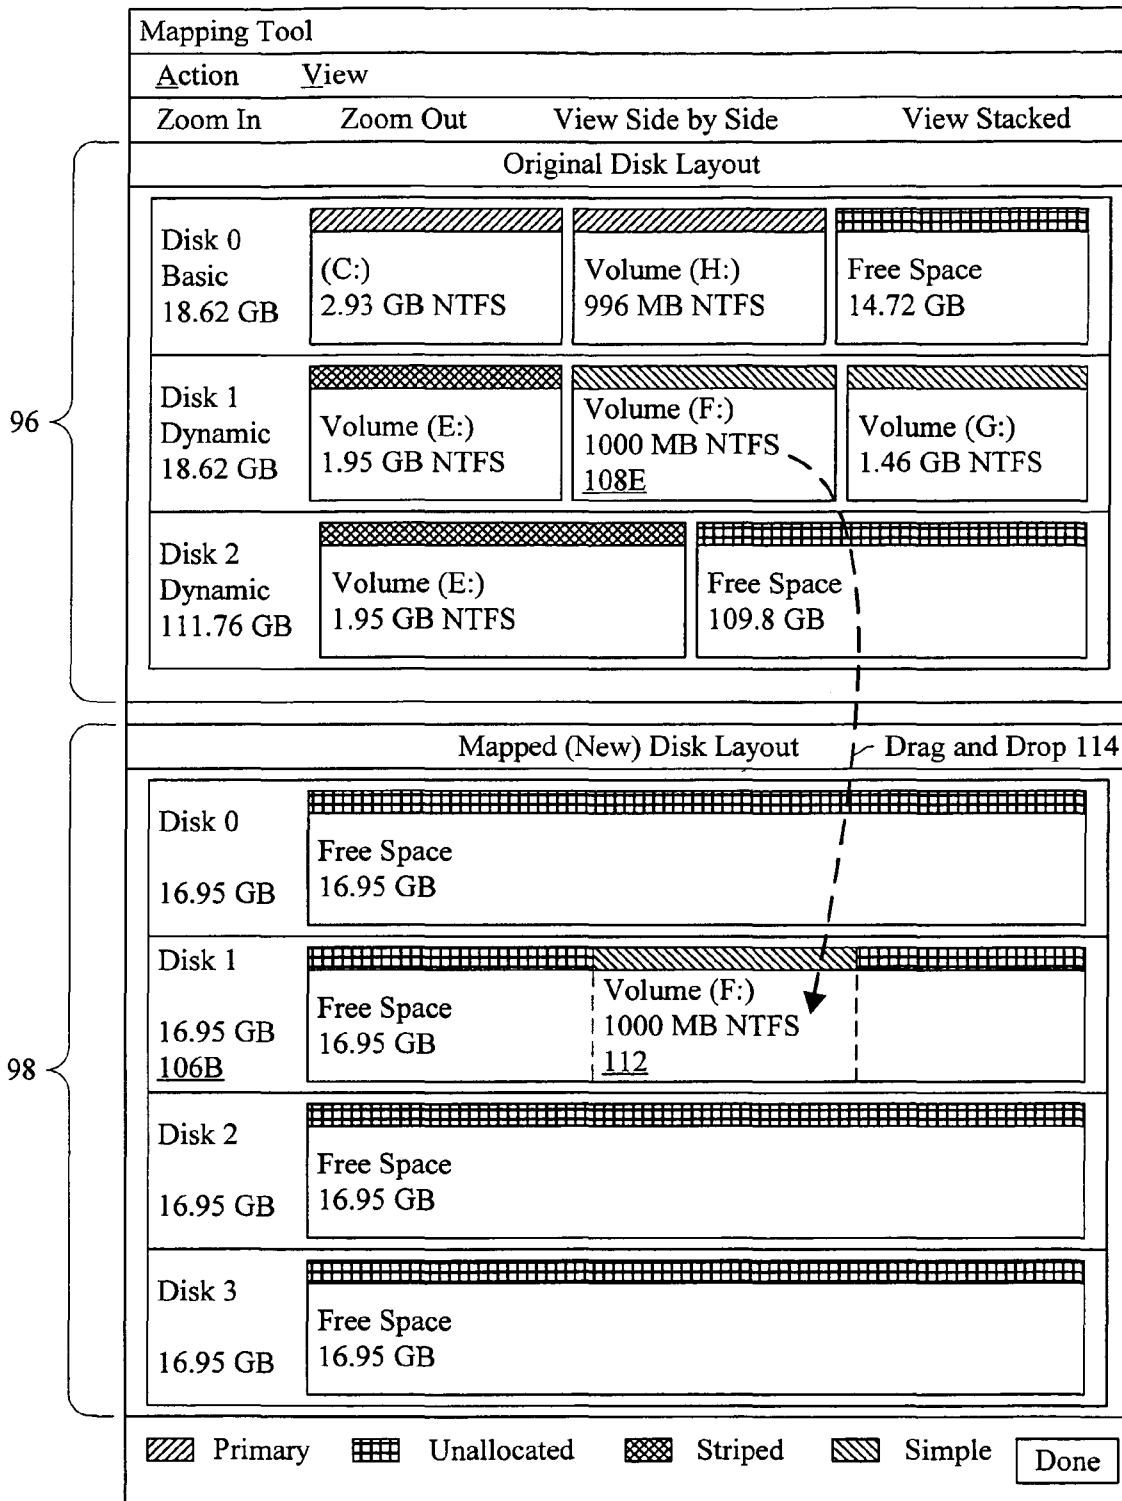 Mapping Tool
Action View
Zoom In Zoom Out View Side by Side View Stacked
Original Disk Layout
96
Disk 0
Basic
18.62 GB
(C:)
2.93 GB NTFS
Volume (H:)
996 MB NTFS
Free Space
14.72 GB
Disk 1
Dynamic
18.62 GB
Volume (E:)
1.95 GB NTFS
Volume (F:)
1000 MB NTFS
108E
Volume (G:)
1.46 GB NTFS
Disk 2
Dynamic
111.76 GB
Volume (E:)
1.95 GB NTFS
Free Space
109.8 GB
Mapped (New) Disk Layout
Drag and Drop 114
98
Disk 0
16.95 GB
Free Space
16.95 GB
Disk 1
16.95 GB
106B
Free Space
16.95 GB
Volume (F:)
1000 MB NTFS
112
Disk 2
16.95 GB
Free Space
16.95 GB
Disk 3
16.95 GB
Free Space
16.95 GB
Primary Unallocated Striped Simple Done